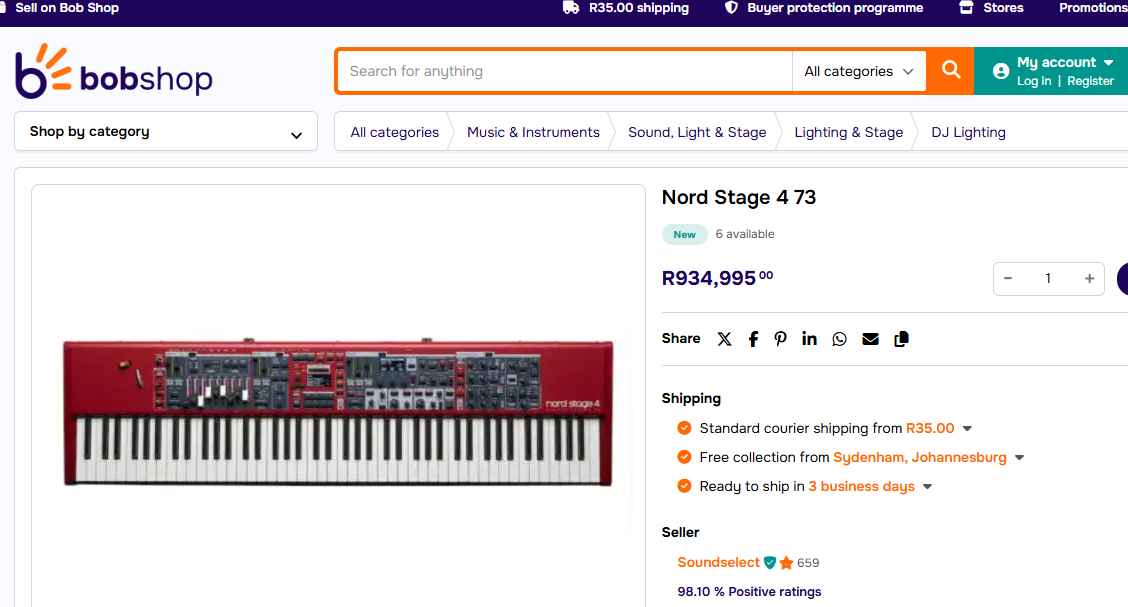 Sell on Bob Shop
R35.00 shipping
Buyer protection programme
Stores
Promotions
bobshop
Search for anything
All categories
My account
Log in | Register
Shop by category
All categories
Music & Instruments
Sound, Light & Stage
Lighting & Stage
DJ Lighting
Nord Stage 4 73
New
6 available
R934,995 00
1
Share
nord stage 4
Shipping
Standard courier shipping from R35.00
Free collection from Sydenham, Johannesburg
Ready to ship in 3 business days
Seller
Soundselect 659
98.10 % Positive ratings